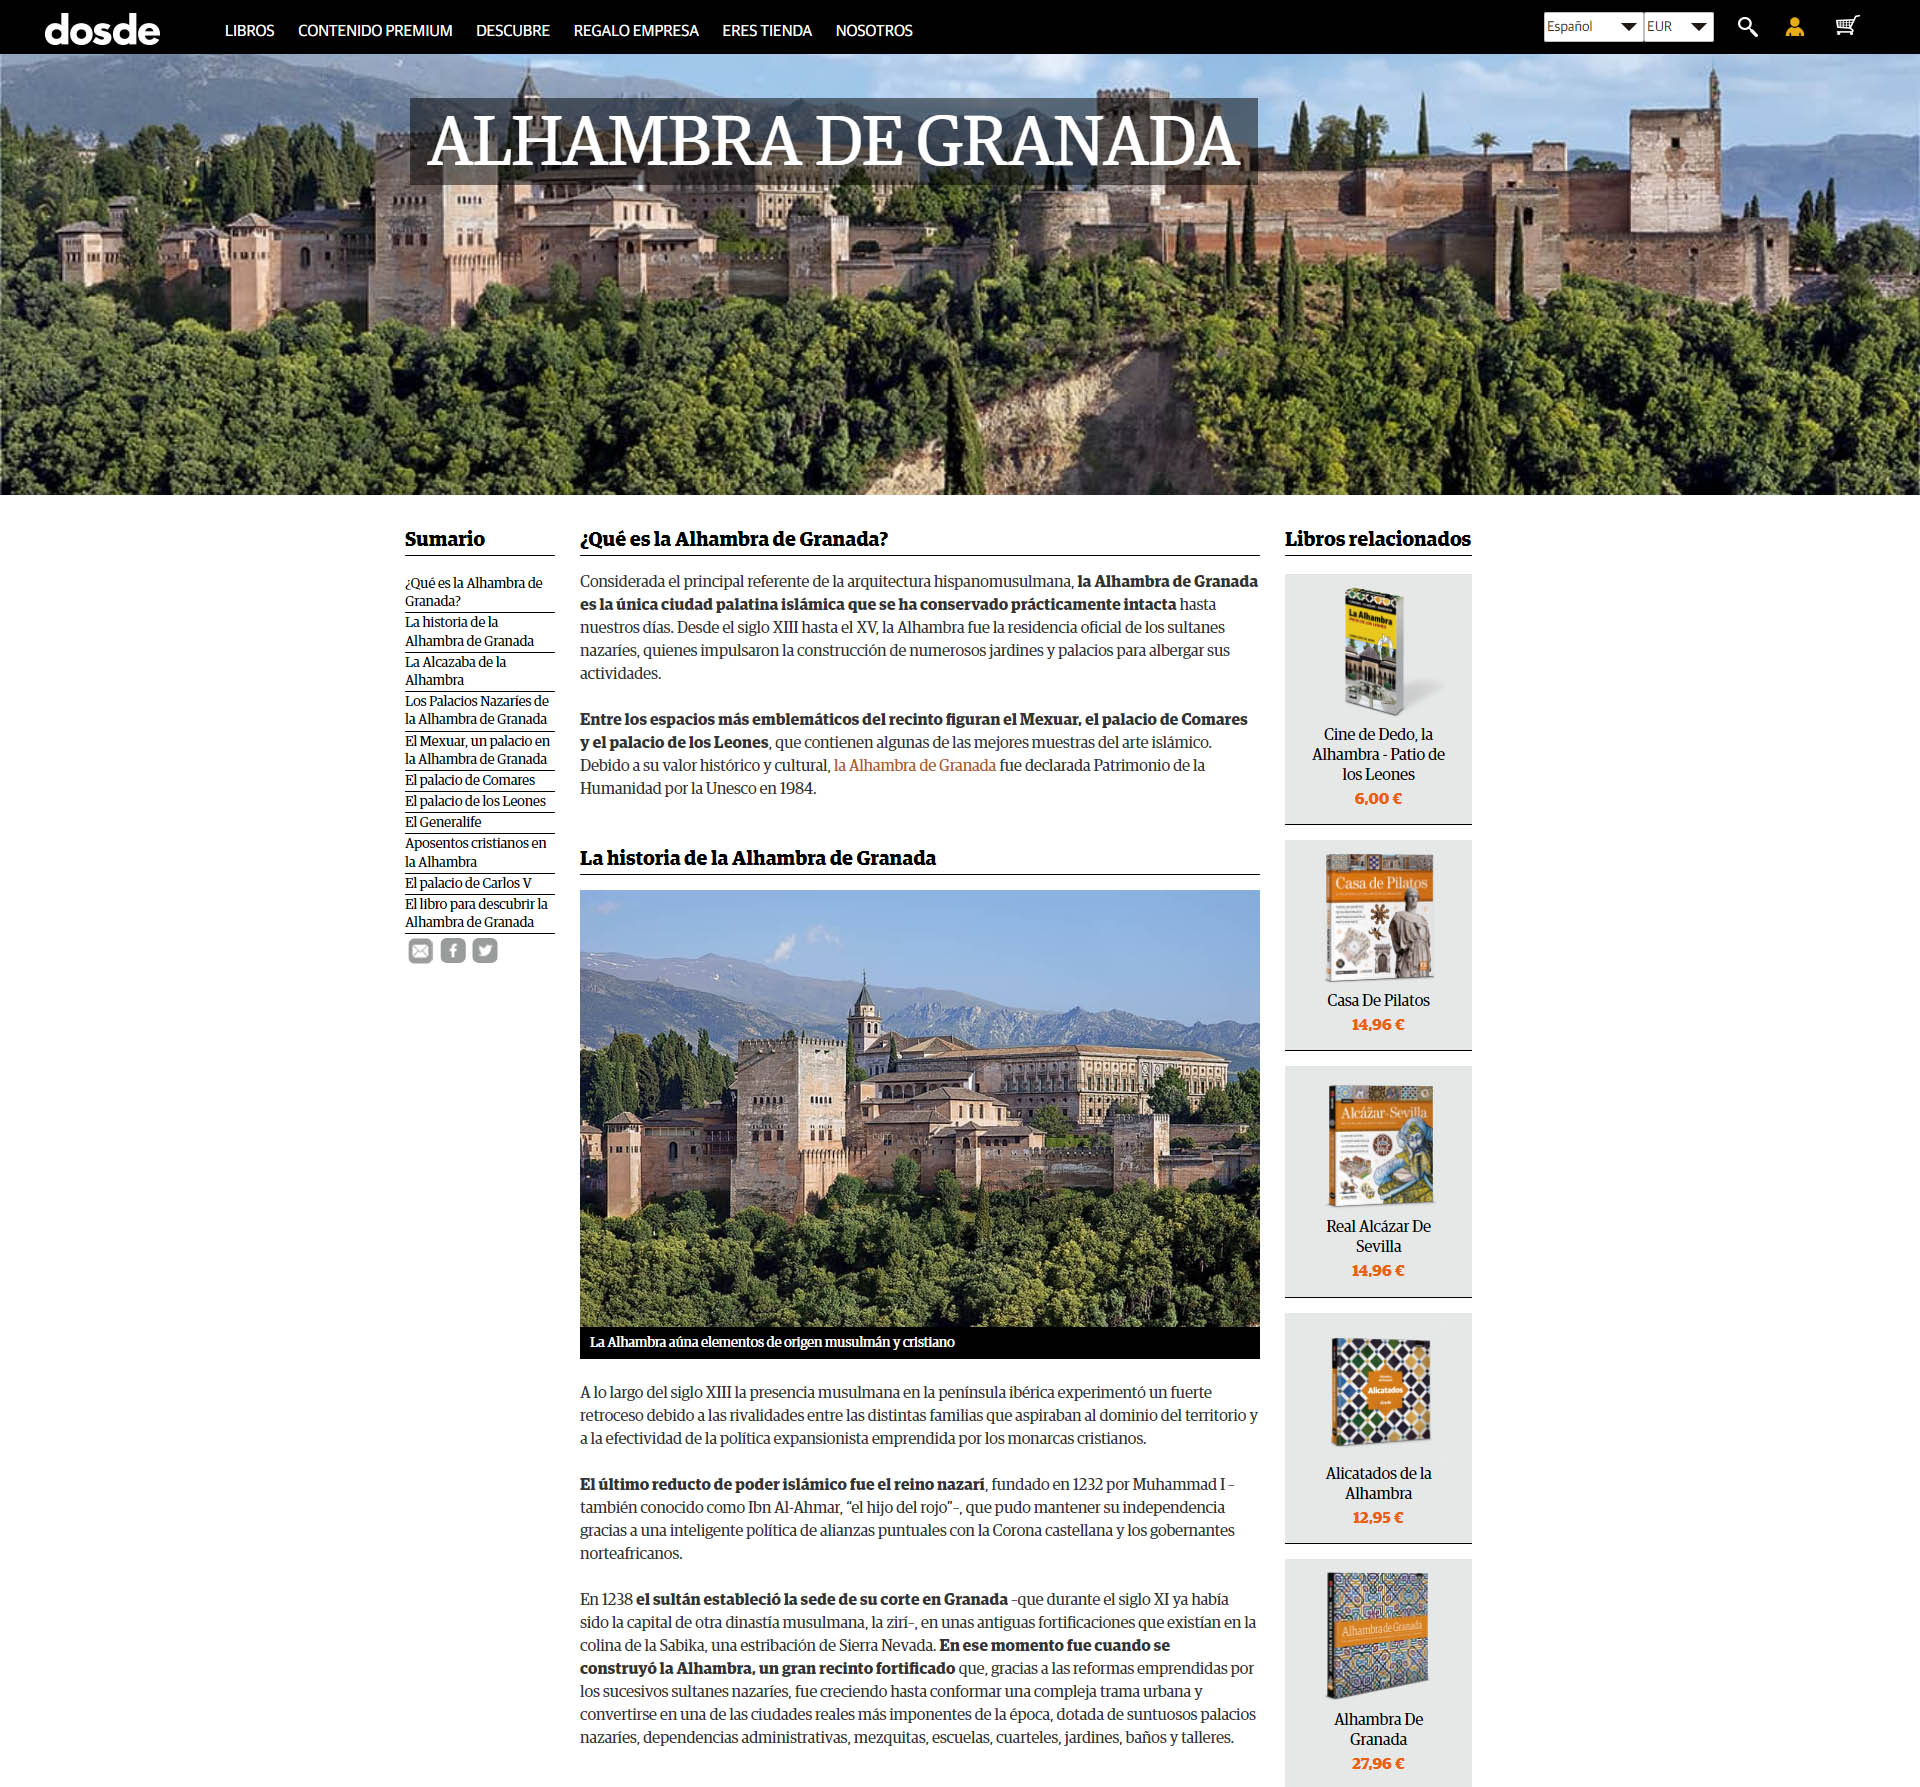 dosde
LIBROS
CONTENIDO PREMIUM
DESCUBRE
REGALO EMPRESA
ERES TIENDA
NOSOTROS
Español
EUR
ALHAMBRA DE GRANADA
Sumario
¿Qué es la Alhambra de
Granada?
La historia de la
Alhambra de Granada
La Alcazaba de la
Alhambra
Los Palacios Nazaríes de
la Alhambra de Granada
El Mexuar, un palacio en
la Alhambra de Granada
El palacio de Comares
El palacio de los Leones
El Generalife
Aposentos cristianos en
la Alhambra
El palacio de Carlos V
El libro para descubrir la
Alhambra de Granada
¿Qué es la Alhambra de Granada?
Considerada el principal referente de la arquitectura hispanomusulmana, la Alhambra de Granada
es la única ciudad palatina islámica que se ha conservado prácticamente intacta hasta
nuestros días. Desde el siglo XIII hasta el XV, la Alhambra fue la residencia oficial de los sultanes
nazaríes, quienes impulsaron la construcción de numerosos jardines y palacios para albergar sus
actividades.
Entre los espacios más emblemáticos del recinto figuran el Mexuar, el palacio de Comares
y el palacio de los Leones, que contienen algunas de las mejores muestras del arte islámico.
Debido a su valor histórico y cultural, la Alhambra de Granada fue declarada Patrimonio de la
Humanidad por la Unesco en 1984.
La historia de la Alhambra de Granada
La Alhambra aúna elementos de origen musulmán y cristiano
A lo largo del siglo XIII la presencia musulmana en la península ibérica experimentó un fuerte
retroceso debido a las rivalidades entre las distintas familias que aspiraban al dominio del territorio y
a la efectividad de la política expansionista emprendida por los monarcas cristianos.
El último reducto de poder islámico fue el reino nazarí, fundado en 1232 por Muhammad I –
también conocido como Ibn Al-Ahmar, “el hijo del rojo”–, que pudo mantener su independencia
gracias a una inteligente política de alianzas puntuales con la Corona castellana y los gobernantes
norteafricanos.
En 1238 el sultán estableció la sede de su corte en Granada –que durante el siglo XI ya había
sido la capital de otra dinastía musulmana, la zirí–, en unas antiguas fortificaciones que existían en la
colina de la Sabika, una estribación de Sierra Nevada. En ese momento fue cuando se
construyó la Alhambra, un gran recinto fortificado que, gracias a las reformas emprendidas por
los sucesivos sultanes nazaríes, fue creciendo hasta conformar una compleja trama urbana y
convertirse en una de las ciudades reales más imponentes de la época, dotada de suntuosos palacios
nazaríes, dependencias administrativas, mezquitas, escuelas, cuarteles, jardines, baños y talleres.
Libros relacionados
La Alhambra
Cine de Dedo, la
Alhambra - Patio de
los Leones
6,00 €
Casa de Pilatos
Casa De Pilatos
14,96 €
Alcázar-Sevilla
Real Alcázar De
Sevilla
14,96 €
Alicatados
Alicatados de la
Alhambra
12,95 €
Alhambra de Granada
Alhambra De
Granada
27,96 €